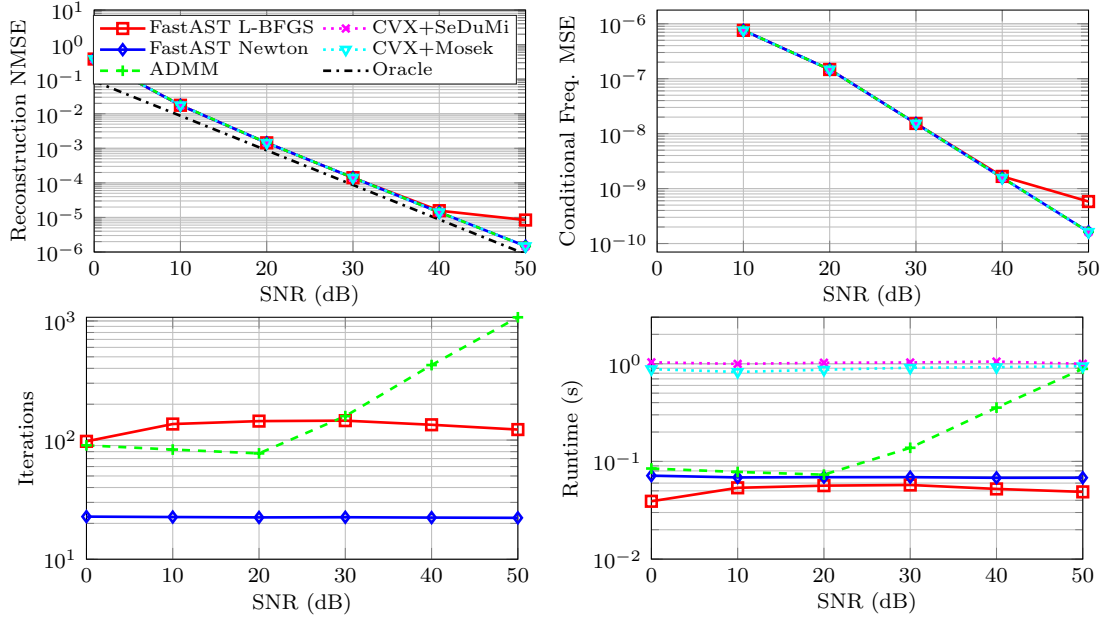 Reconstruction NMSE
10^1
10^0
10^-1
10^-2
10^-3
10^-4
10^-5
10^-6
FastAST L-BFGS
CVX+SeDuMi
FastAST Newton
CVX+Mosek
ADMM
Oracle
0 10 20 30 40 50
SNR (dB)
Conditional Freq. MSE
10^-6
10^-7
10^-8
10^-9
10^-10
0 10 20 30 40 50
SNR (dB)
Iterations
10^3
10^2
10^1
0 10 20 30 40 50
SNR (dB)
Runtime (s)
10^0
10^-1
10^-2
0 10 20 30 40 50
SNR (dB)